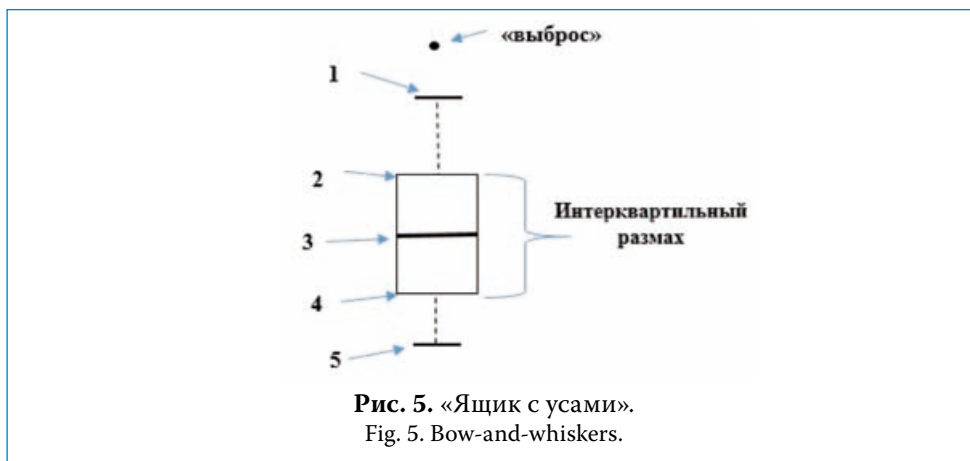 «выброс»
1
2
Интерквартильный
размах
3
4
5
Рис. 5. «Ящик с усами».
Fig. 5. Bow-and-whiskers.